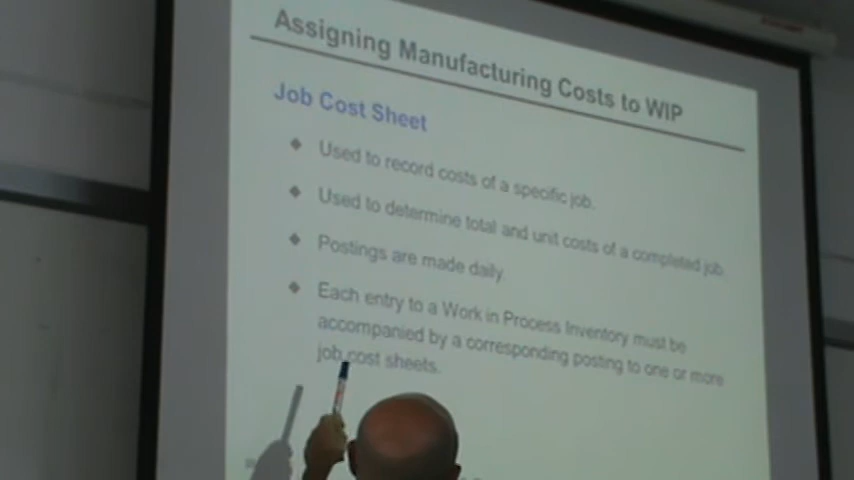 Assigning Manufacturing Costs to WIP
Job Cost Sheet
Used to record costs of a specific job.
Used to determine total and unit costs of a completed job
Postings are made daily
Each entry to a Work in Process Inventory must be
accompanied by a corresponding posting to one or more
job cost sheets.